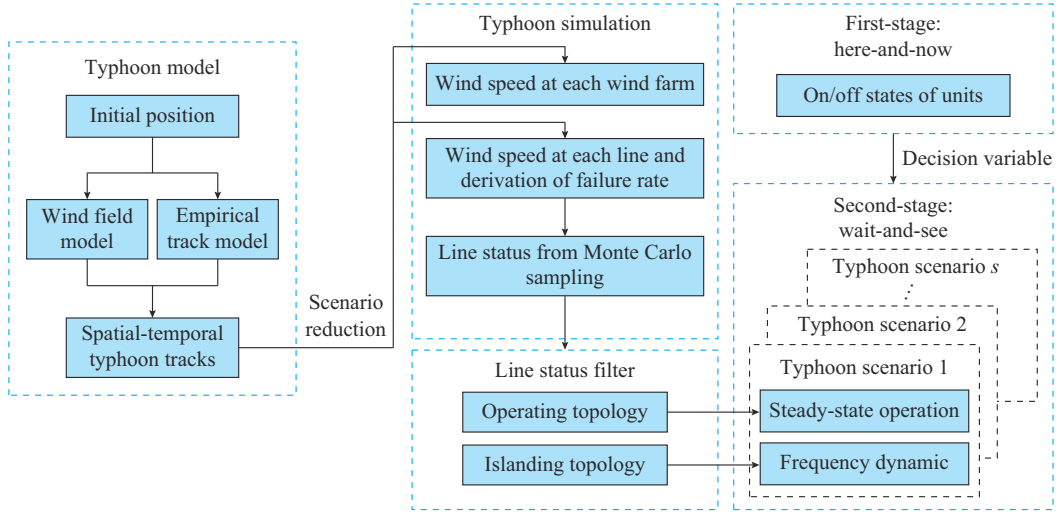 Typhoon model
Initial position
Wind field
model
Empirical
track model
Spatial-temporal
typhoon tracks
Scenario
reduction
Typhoon simulation
Wind speed at each wind farm
Wind speed at each line and
derivation of failure rate
Line status from Monte Carlo
sampling
Line status filter
Operating topology
Islanding topology
First-stage:
here-and-now
On/off states of units
Decision variable
Second-stage:
wait-and-see
Typhoon scenario s
⋮
Typhoon scenario 2
Typhoon scenario 1
Steady-state operation
Frequency dynamic